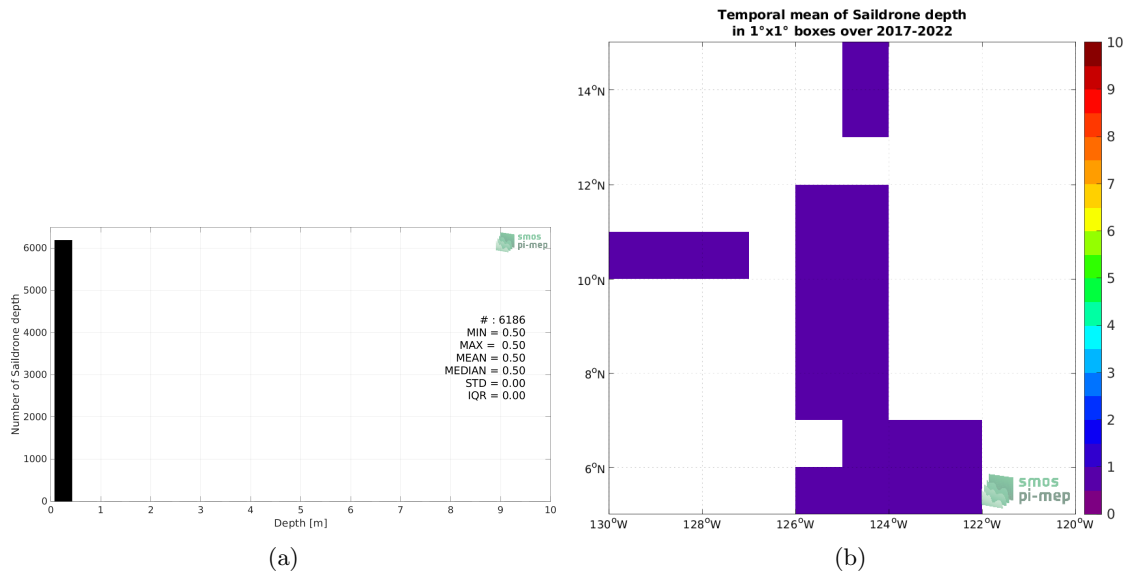 6000
5000
4000
3000
2000
1000
0
Number of Saildrone depth
0 1 2 3 4 5 6 7 8 9 10
Depth [m]
smos
pi-mep
# : 6186
MIN = 0.50
MAX = 0.50
MEAN = 0.50
MEDIAN = 0.50
STD = 0.00
IQR = 0.00
(a)
Temporal mean of Saildrone depth
in 1°x1° boxes over 2017-2022
14°N
12°N
10°N
8°N
6°N
130°W 128°W 126°W 124°W 122°W 120°W
smos
pi-mep
10
9
8
7
6
5
4
3
2
1
0
(b)